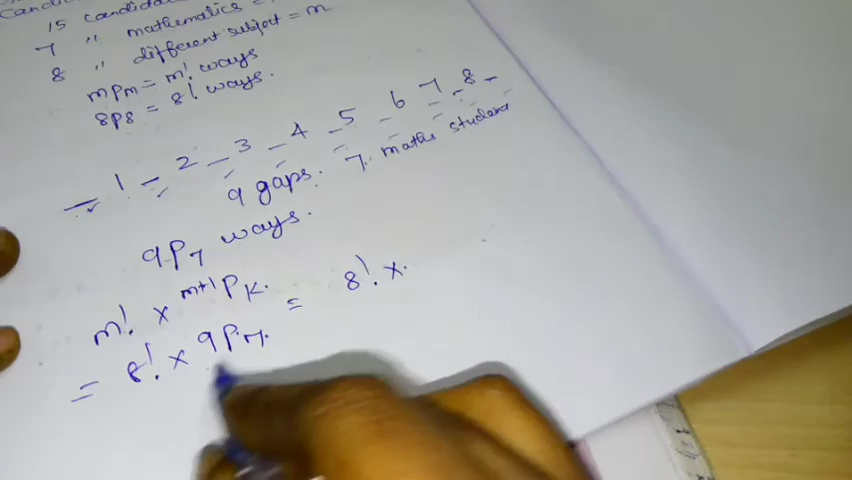 15 candida
7 " mathematics =
8 " different subject = m
mPm = m! ways
8P8 = 8! ways.
– 1 – 2 – 3 – 4 – 5 – 6 – 7 – 8 –
9 gaps. 7. maths students
9P7 ways.
m! × m+1PK. = 8! ×.
= 8! × 9P7.